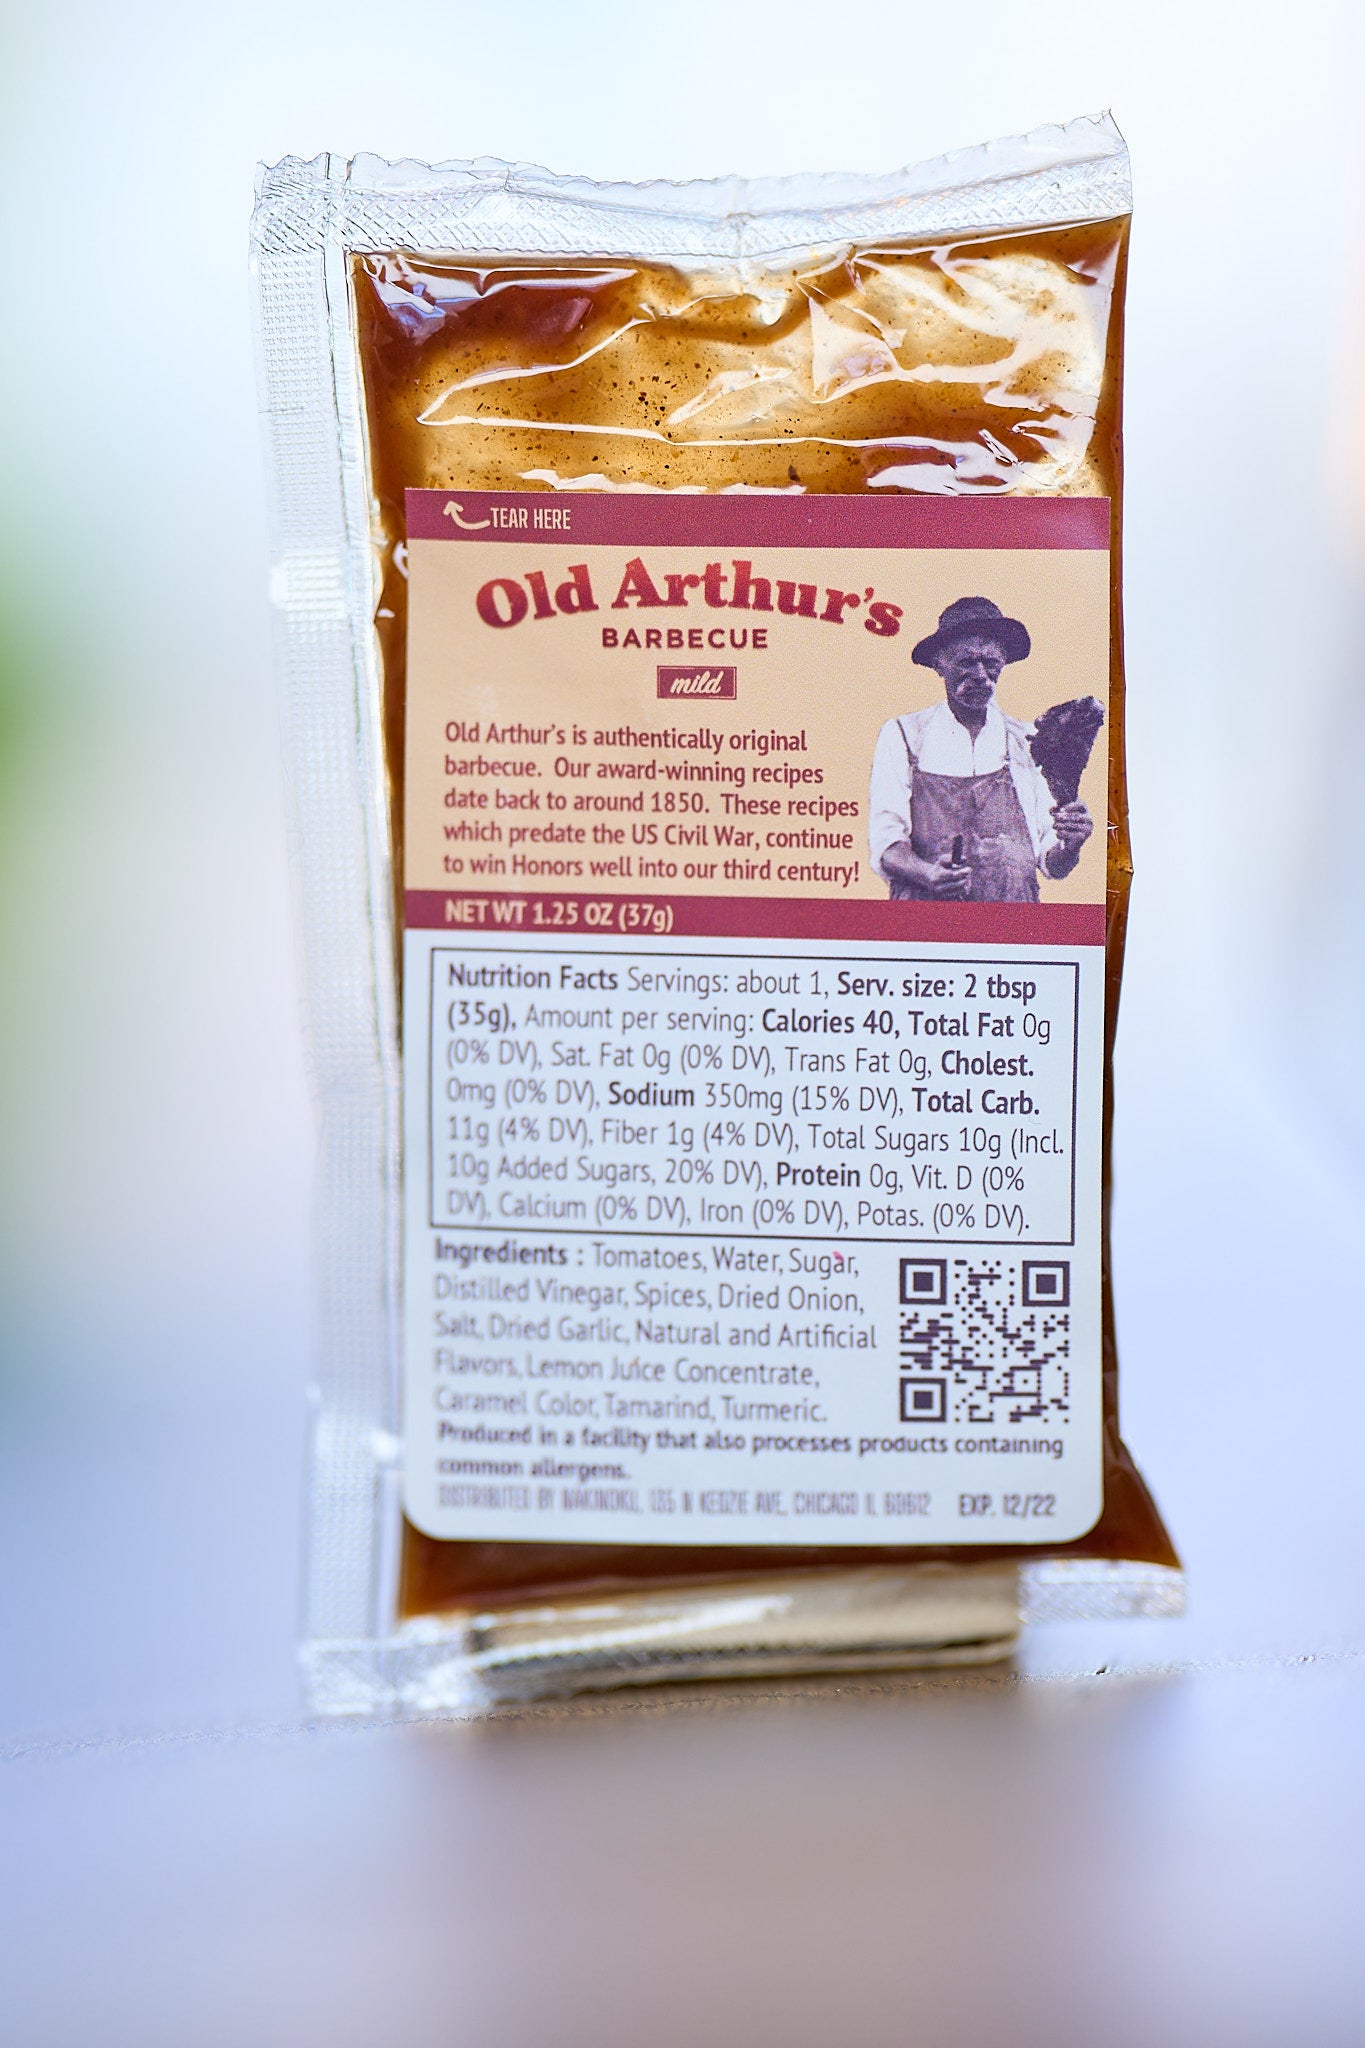 TEAR HERE
Old Arthur's
BARBECUE
mild
Old Arthur's is authentically original
barbecue. Our award-winning recipes
date back to around 1850. These recipes
which predate the US Civil War, continue
to win Honors well into our third century!
NET WT 1.25 OZ (37g)
Nutrition Facts Servings: about 1, Serv. size: 2 tbsp
(35g), Amount per serving: Calories 40, Total Fat 0g
(0% DV), Sat. Fat 0g (0% DV), Trans Fat 0g, Cholest.
0mg (0% DV), Sodium 350mg (15% DV), Total Carb.
11g (4% DV), Fiber 1g (4% DV), Total Sugars 10g (Incl.
10g Added Sugars, 20% DV), Protein 0g, Vit. D (0%
DV), Calcium (0% DV), Iron (0% DV), Potas. (0% DV).
Ingredients : Tomatoes, Water, Sugar,
Distilled Vinegar, Spices, Dried Onion,
Salt, Dried Garlic, Natural and Artificial
Flavors, Lemon Juice Concentrate,
Caramel Color, Tamarind, Turmeric.
Produced in a facility that also processes products containing
common allergens.
DISTRIBUTED BY N KEDZIE AVE, CHICAGO IL 60612 EXP. 12/22